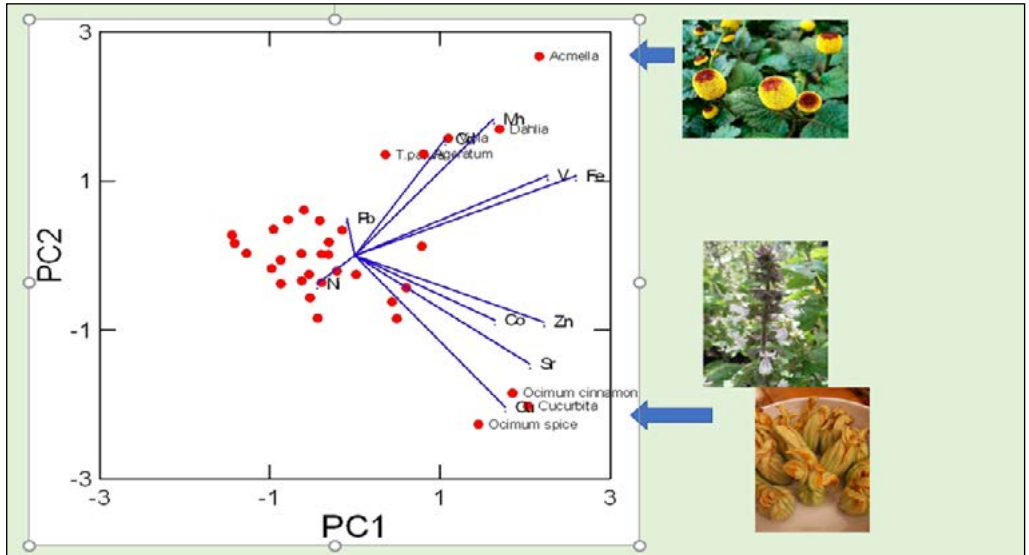 3
Acmella
Mn
Dahlia
T.pa
Ageratum
1
V Fe
Pb
PC2
Ni
-1
Co Zn
Sr
Ocimum cinnamon
Cucurbita
Ocimum spice
-3
-3 -1 1 3
PC1